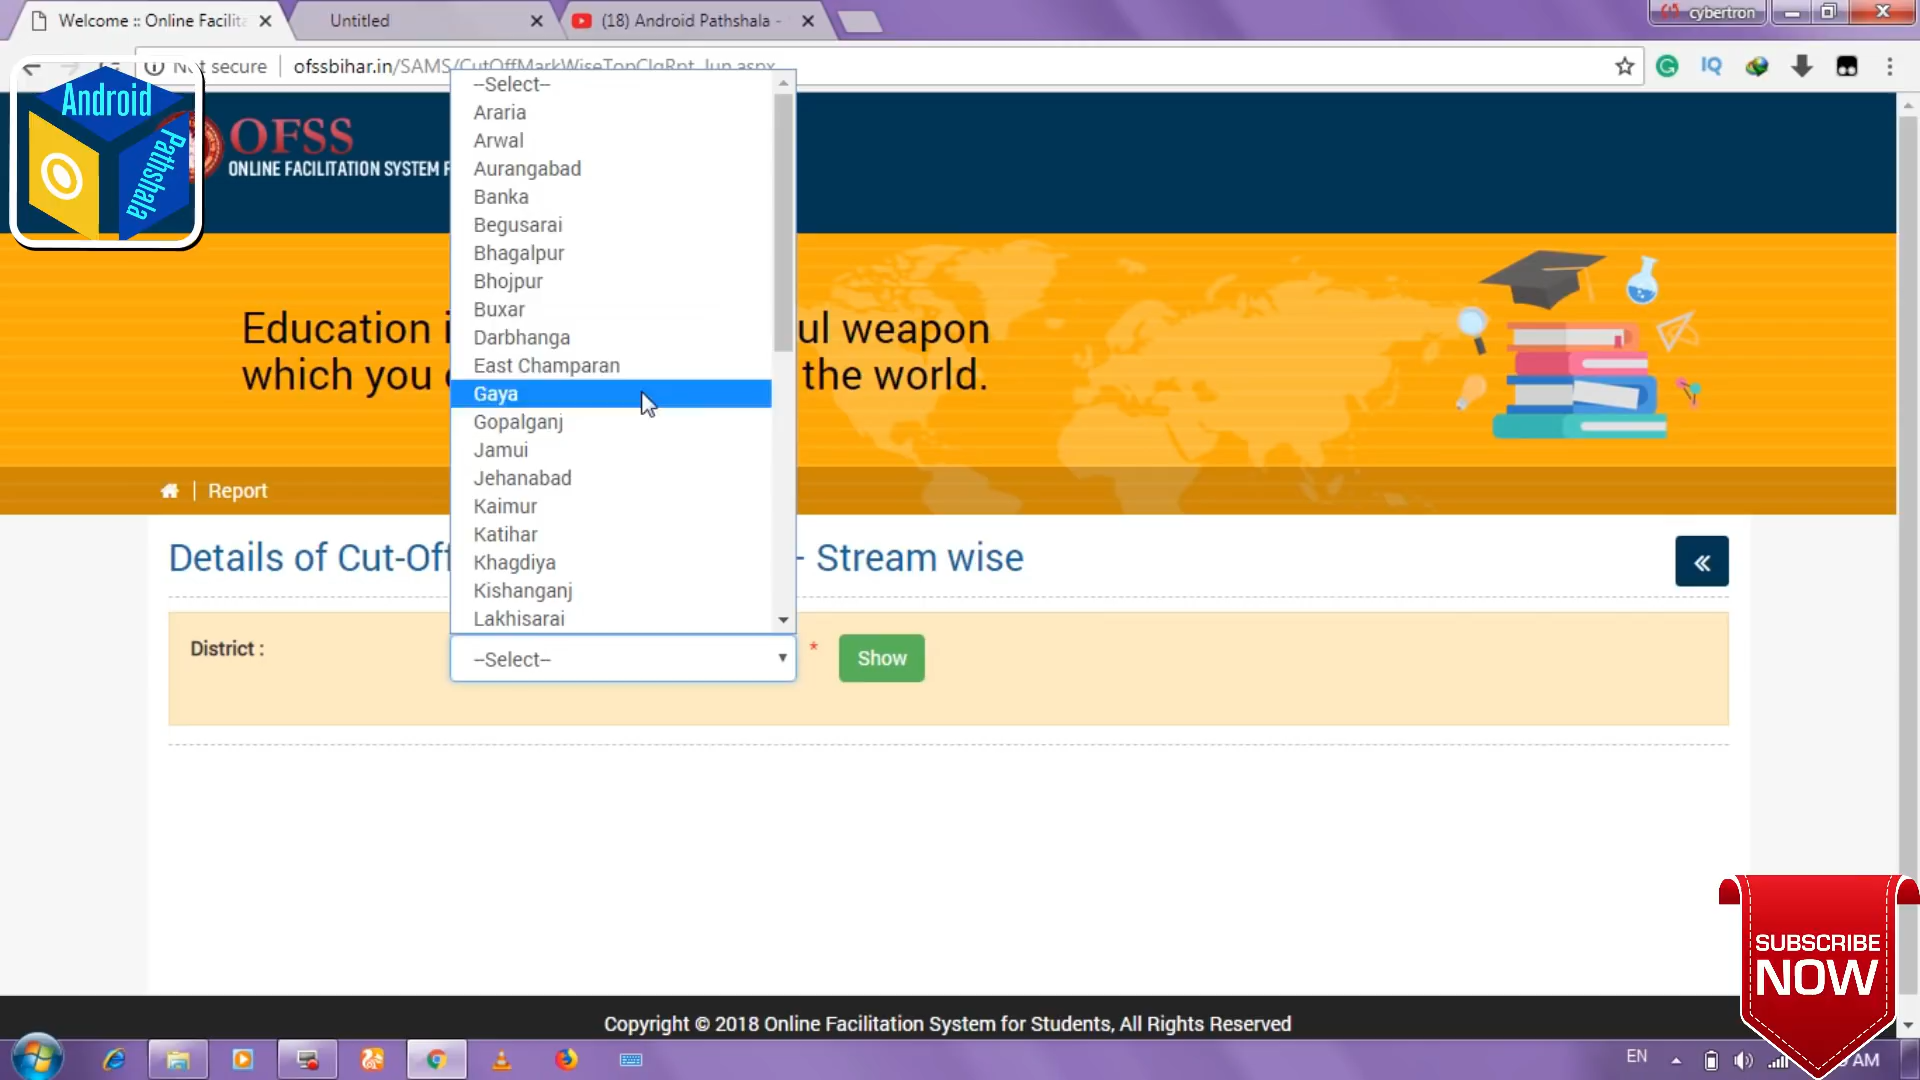 Welcome :: Online Facilita
Untitled
(18) Android Pathshala -
cybertron
Not secure
ofssbihar.in/SAMS/CutOffMarkWiseTopClgRpt_Jun.aspx
IQ
Android
Pathshala
OFSS
ONLINE FACILITATION SYSTEM F
--Select--
Araria
Arwal
Aurangabad
Banka
Begusarai
Bhagalpur
Bhojpur
Buxar
Darbhanga
East Champaran
Gaya
Gopalganj
Jamui
Jehanabad
Kaimur
Katihar
Khagdiya
Kishanganj
Lakhisarai
Education i
ul weapon
which you
the world.
Report
Details of Cut-Off
- Stream wise
District :
--Select--
*
Show
SUBSCRIBE
NOW
Copyright © 2018 Online Facilitation System for Students, All Rights Reserved
EN
AM